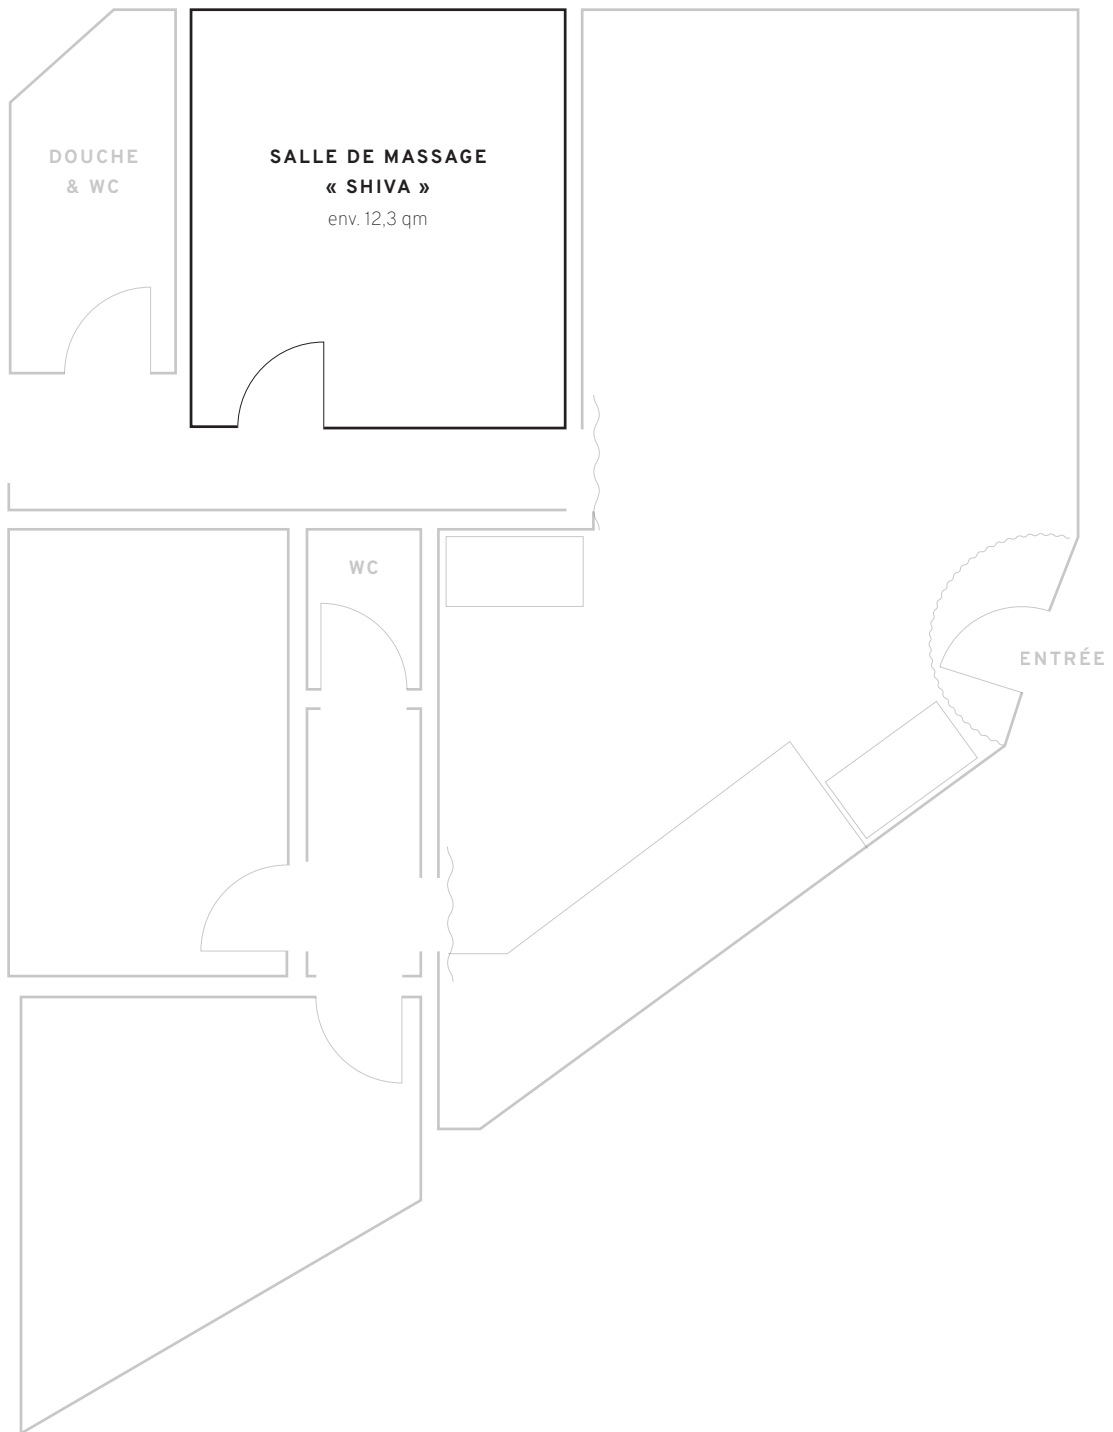 DOUCHE
& WC
SALLE DE MASSAGE
« SHIVA »
env. 12,3 qm
WC
ENTRÉE